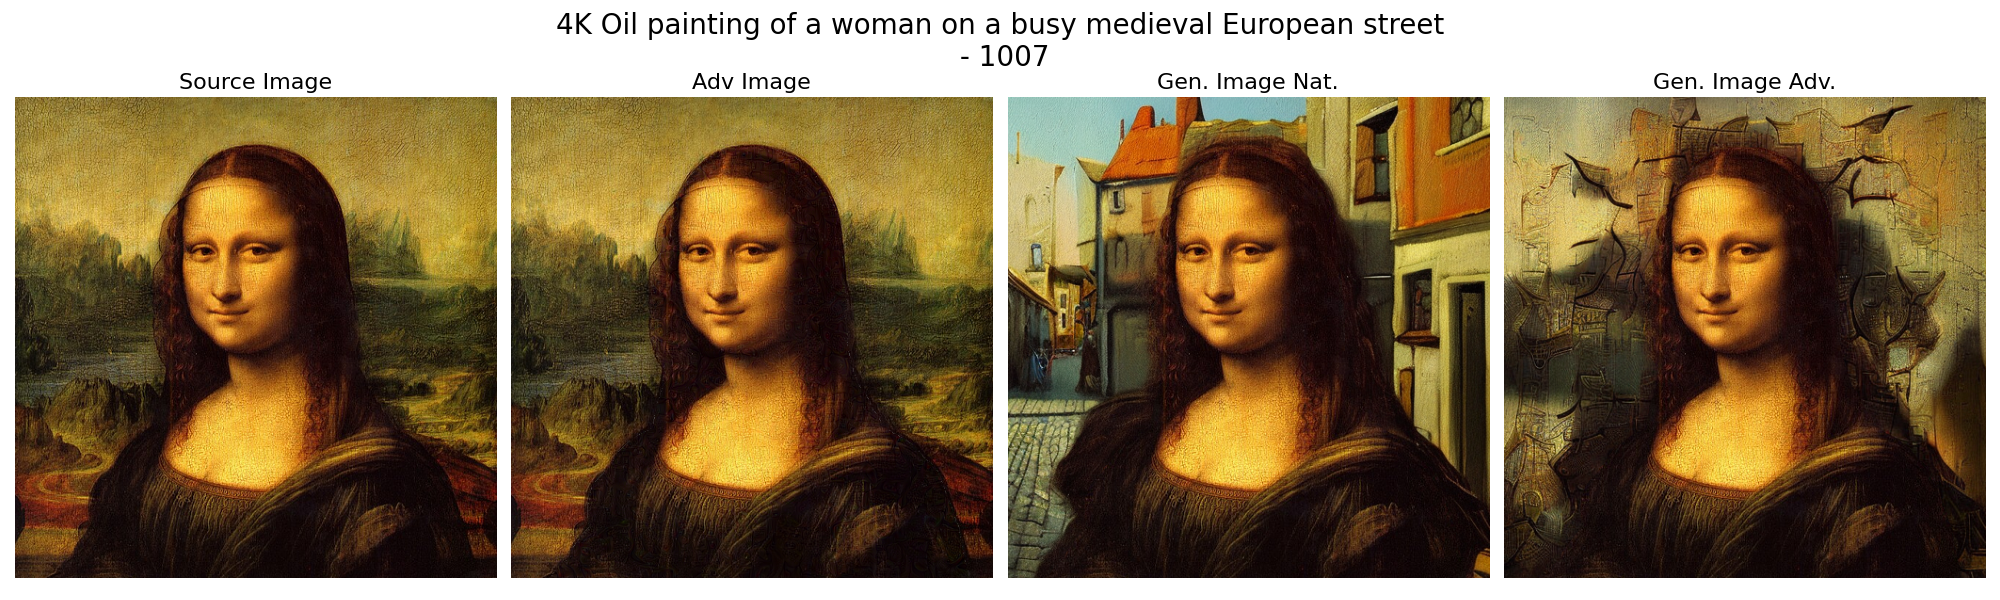 4K Oil painting of a woman on a busy medieval European street
- 1007
Source Image
Adv Image
Gen. Image Nat.
Gen. Image Adv.